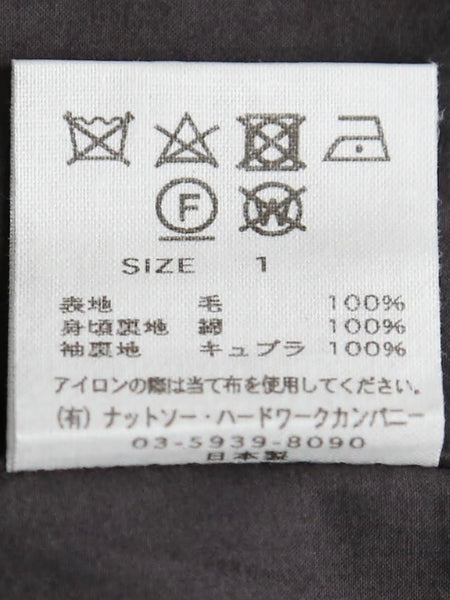 F W
SIZE 1
表地 毛 100%
身頃裏地 綿 100%
袖裏地 キュプラ 100%
アイロンの際は当て布を使用してください。
(有) ナットソー・ハードワークカンパニー
03-5939-8090
日本製